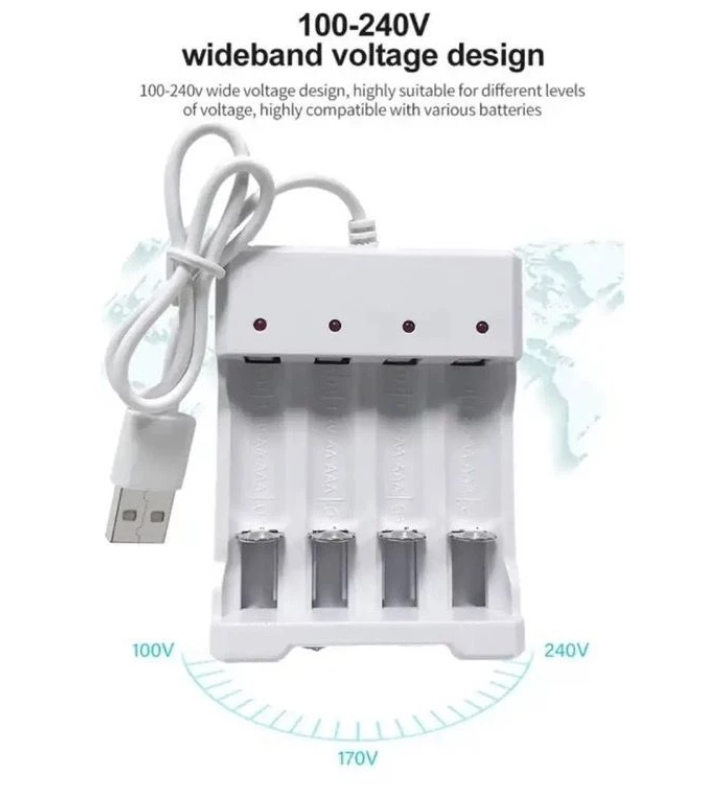 100-240V
wideband voltage design
100-240v wide voltage design, highly suitable for different levels
of voltage, highly compatible with various batteries
100V
240V
170V